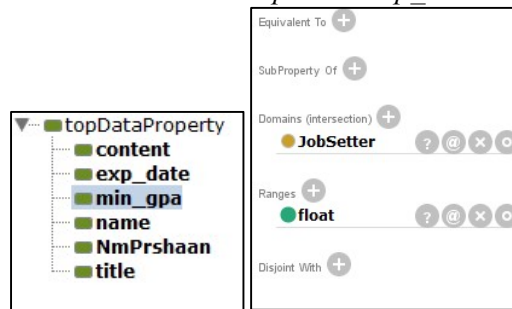 topDataProperty
content
exp_date
min_gpa
name
NmPrshaan
title
Equivalent To
SubProperty Of
Domains (intersection)
JobSetter
? @ × o
Ranges
float
? @ × o
Disjoint With